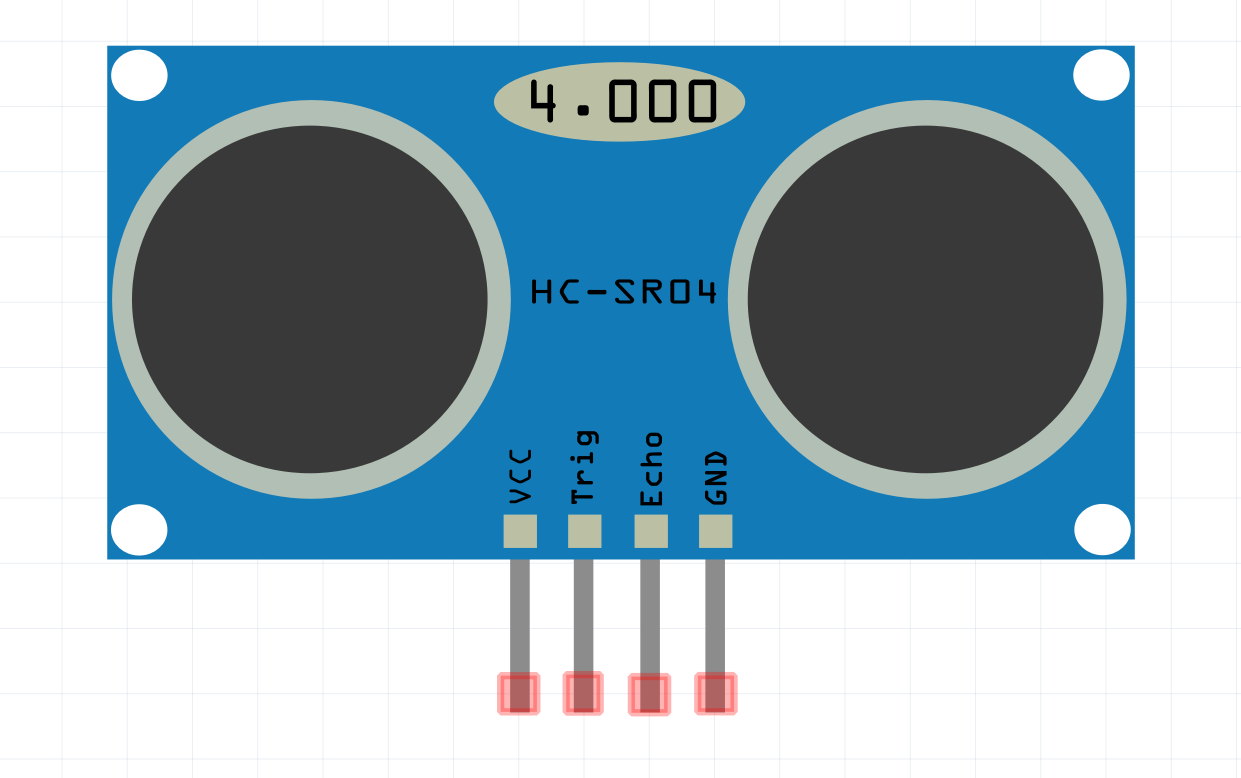 4.000
HC-SR04
VCC
Trig
Echo
GND